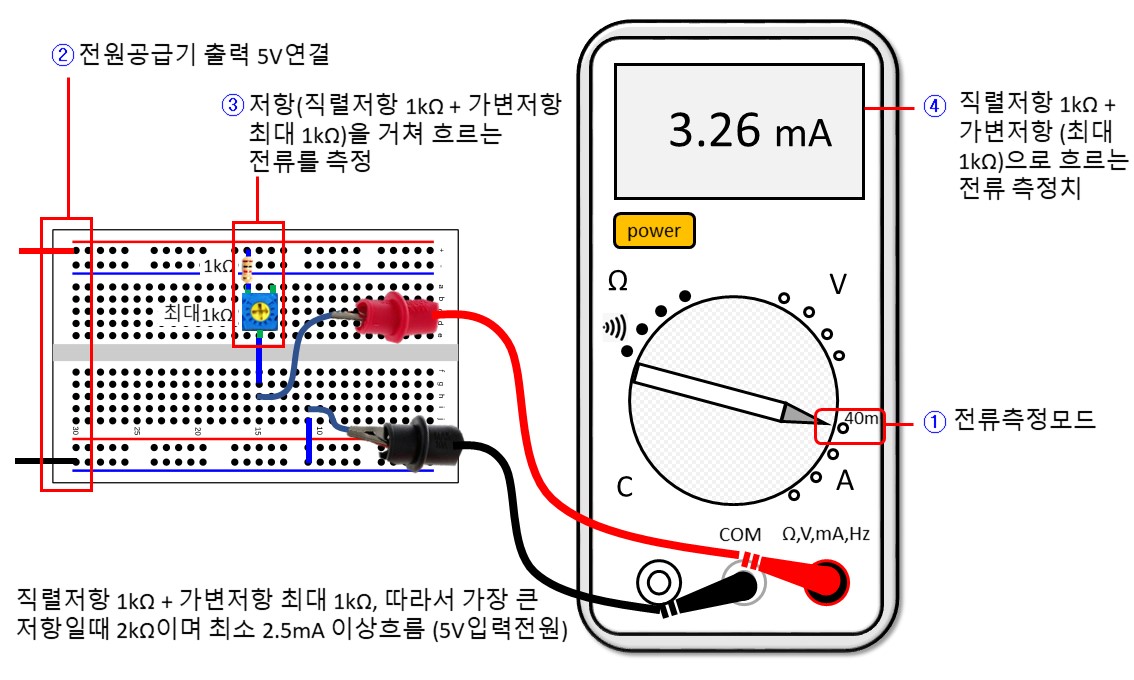 ② 전원공급기 출력 5V연결
③ 저항(직렬저항 1kΩ + 가변저항
최대 1kΩ)을 거쳐 흐르는
전류를 측정
3.26 mA
④ 직렬저항 1kΩ +
가변저항 (최대
1kΩ)으로 흐르는
전류 측정치
power
1kΩ
최대1kΩ
+
-
a
b
d
e
f
g
h
i
j
30
25
20
15
10
+
-
Ω
V
40m
① 전류측정모드
C
A
COM
Ω,V,mA,Hz
직렬저항 1kΩ + 가변저항 최대 1kΩ, 따라서 가장 큰
저항일때 2kΩ이며 최소 2.5mA 이상흐름 (5V입력전원)